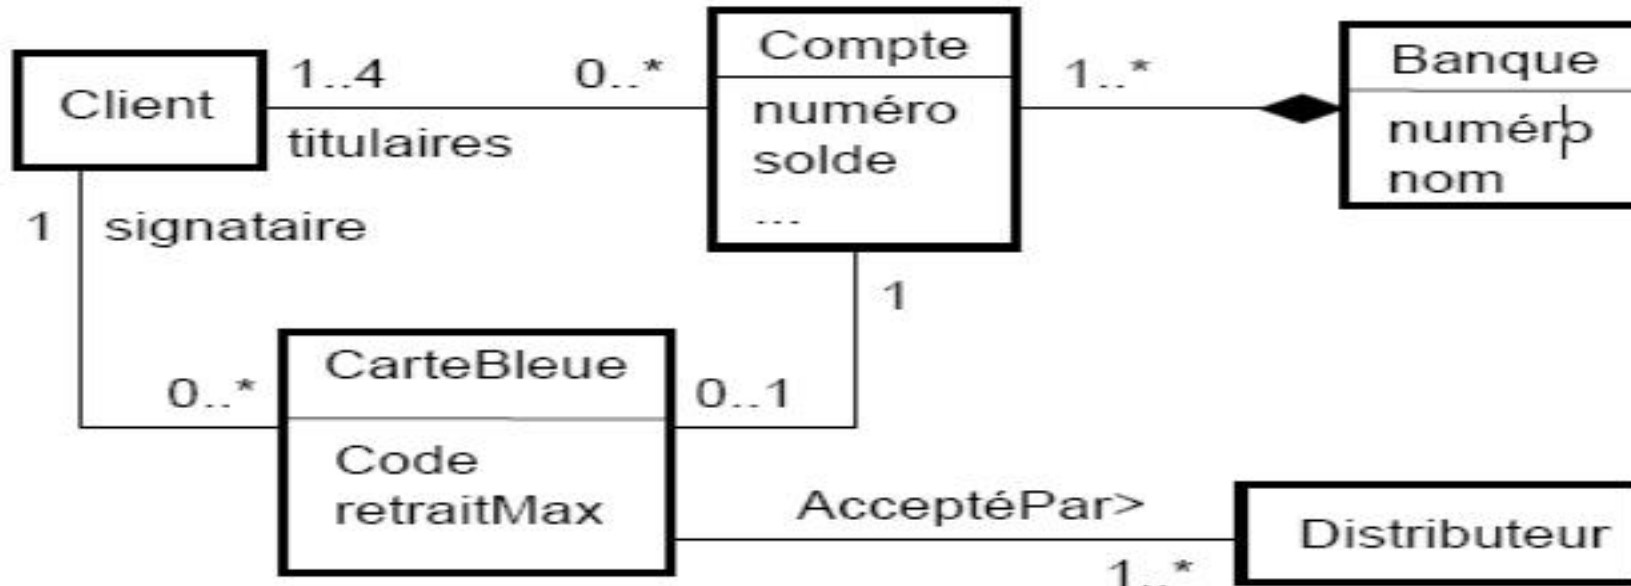 Client
1..4
titulaires
0..*
Compte
numéro
solde
...
1..*
Banque
numéro
nom
1
signataire
0..*
CarteBleue
Code
retraitMax
0..1
1
AcceptéPar>
1..*
Distributeur